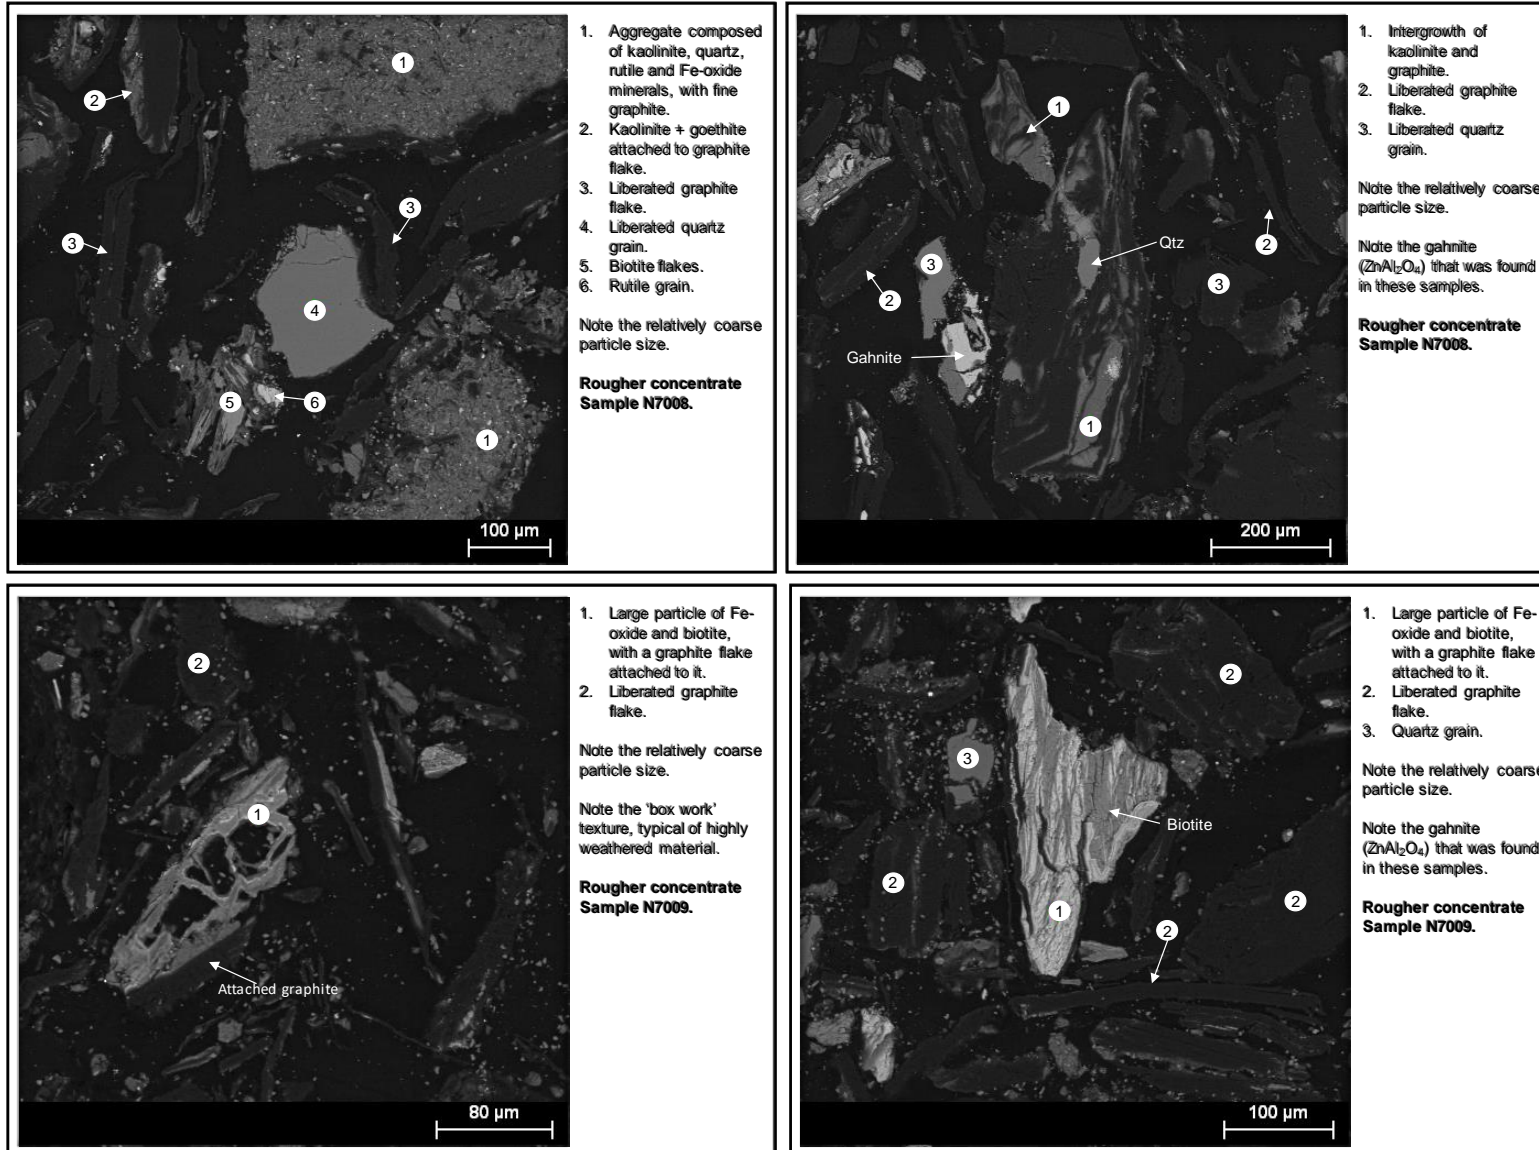 1
2
3
3
4
5
6
1
100 µm
1. Aggregate composed
of kaolinite, quartz,
rutile and Fe-oxide
minerals, with fine
graphite.
2. Kaolinite + goethite
attached to graphite
flake.
3. Liberated graphite
flake.
4. Liberated quartz
grain.
5. Biotite flakes.
6. Rutile grain.
Note the relatively coarse
particle size.
Rougher concentrate
Sample N7008.
1
2
Qtz
3
3
2
Gahnite
1
200 µm
1. Intergrowth of
kaolinite and
graphite.
2. Liberated graphite
flake.
3. Liberated quartz
grain.
Note the relatively coarse
particle size.
Note the gahnite
(ZnAl₂O₄) that was found
in these samples.
Rougher concentrate
Sample N7008.
2
1
Attached graphite
80 µm
1. Large particle of Fe-
oxide and biotite,
with a graphite flake
attached to it.
2. Liberated graphite
flake.
Note the relatively coarse
particle size.
Note the ‘box work’
texture, typical of highly
weathered material.
Rougher concentrate
Sample N7009.
2
3
Biotite
2
1
2
2
100 µm
1. Large particle of Fe-
oxide and biotite,
with a graphite flake
attached to it.
2. Liberated graphite
flake.
3. Quartz grain.
Note the relatively coarse
particle size.
Note the gahnite
(ZnAl₂O₄) that was found
in these samples.
Rougher concentrate
Sample N7009.